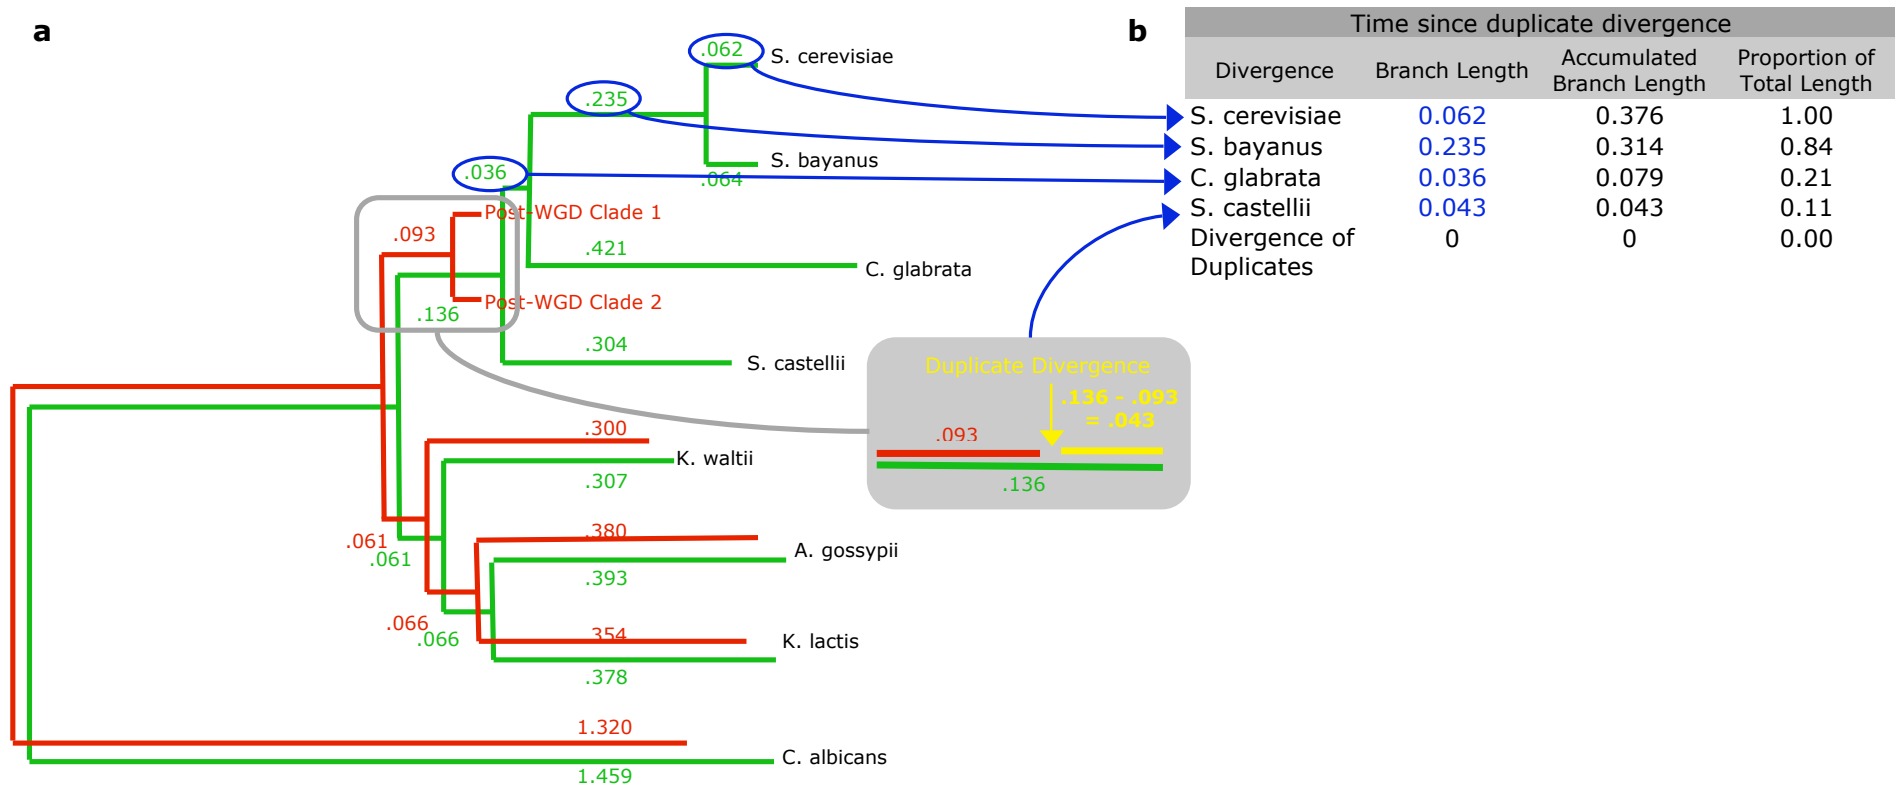 a
.062
S. cerevisiae
.235
S. bayanus
.064
.036
Post-WGD Clade 1
.093
.421
C. glabrata
Post-WGD Clade 2
.136
.304
S. castellii
.300
K. waltii
.307
.380
.061
.061
A. gossypii
.393
.066
.066
.354
K. lactis
.378
1.320
C. albicans
1.459
Duplicate Divergence
.136 - .093
= .043
.093
.136
b
Time since duplicate divergence
Divergence Branch Length Accumulated Branch Length Proportion of Total Length
S. cerevisiae 0.062 0.376 1.00
S. bayanus 0.235 0.314 0.84
C. glabrata 0.036 0.079 0.21
S. castellii 0.043 0.043 0.11
Divergence of 0 0 0.00
Duplicates